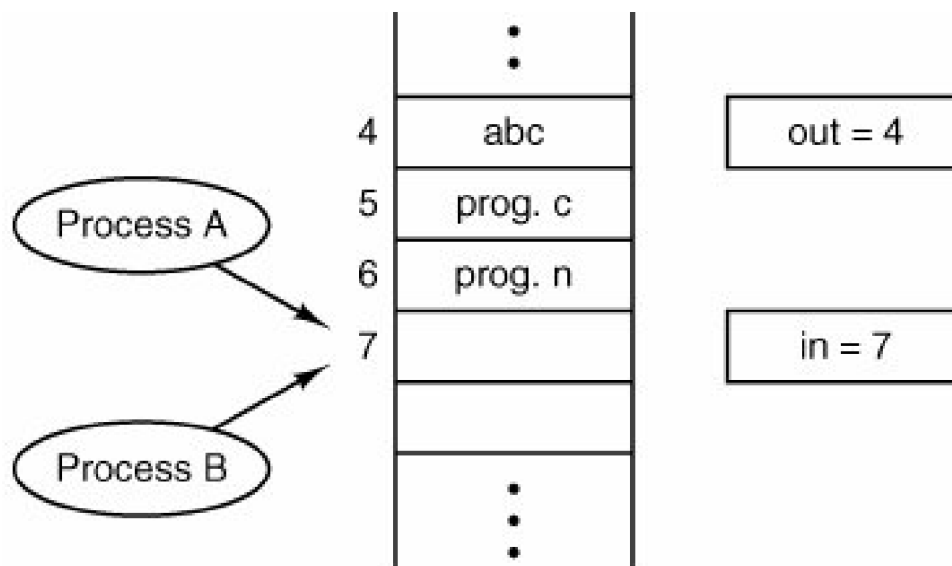 4 abc out = 4
Process A
5 prog. c
6 prog. n
7 in = 7
Process B